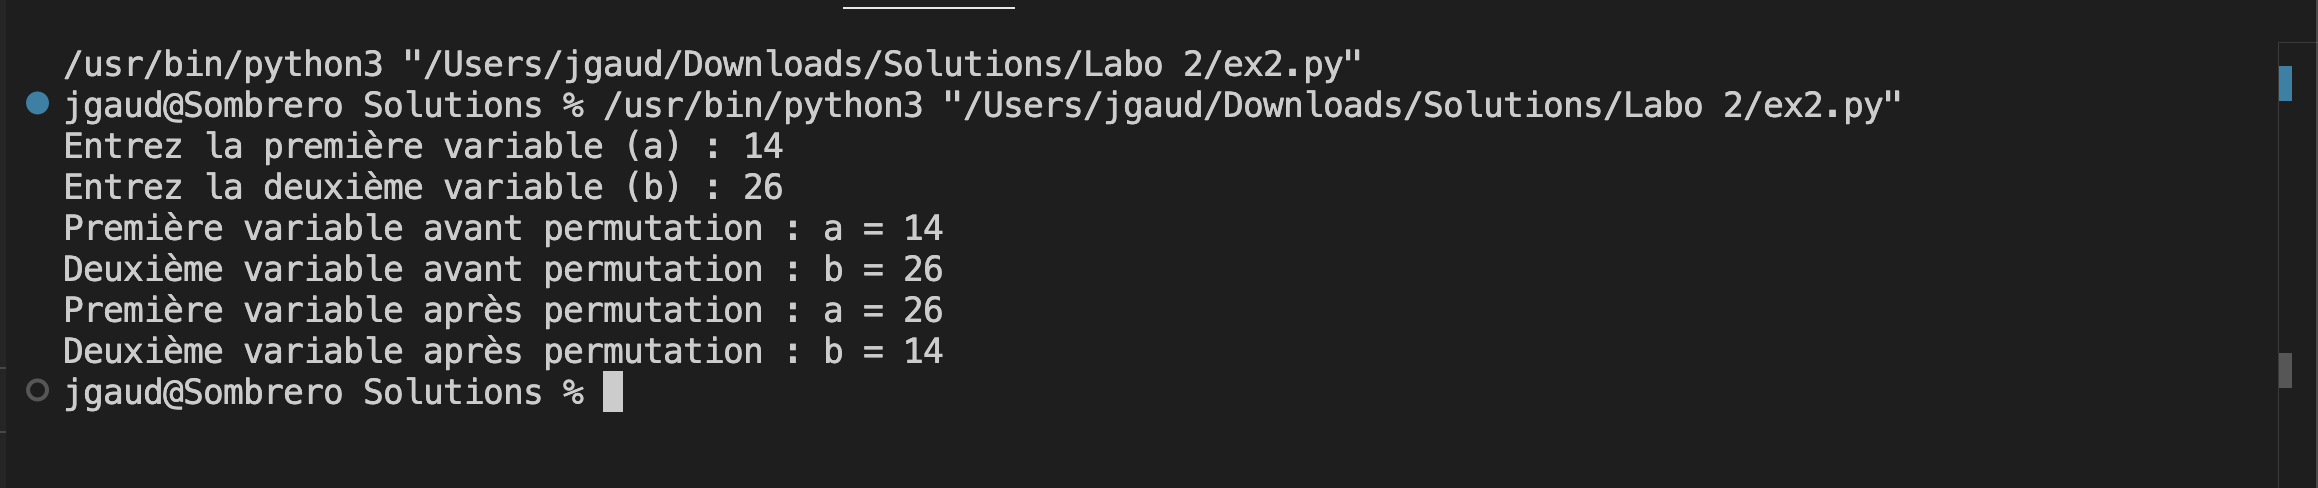 /usr/bin/python3 "/Users/jgaud/Downloads/Solutions/Labo 2/ex2.py"
jgaud@Sombrero Solutions % /usr/bin/python3 "/Users/jgaud/Downloads/Solutions/Labo 2/ex2.py"
Entrez la première variable (a) : 14
Entrez la deuxième variable (b) : 26
Première variable avant permutation : a = 14
Deuxième variable avant permutation : b = 26
Première variable après permutation : a = 26
Deuxième variable après permutation : b = 14
jgaud@Sombrero Solutions %